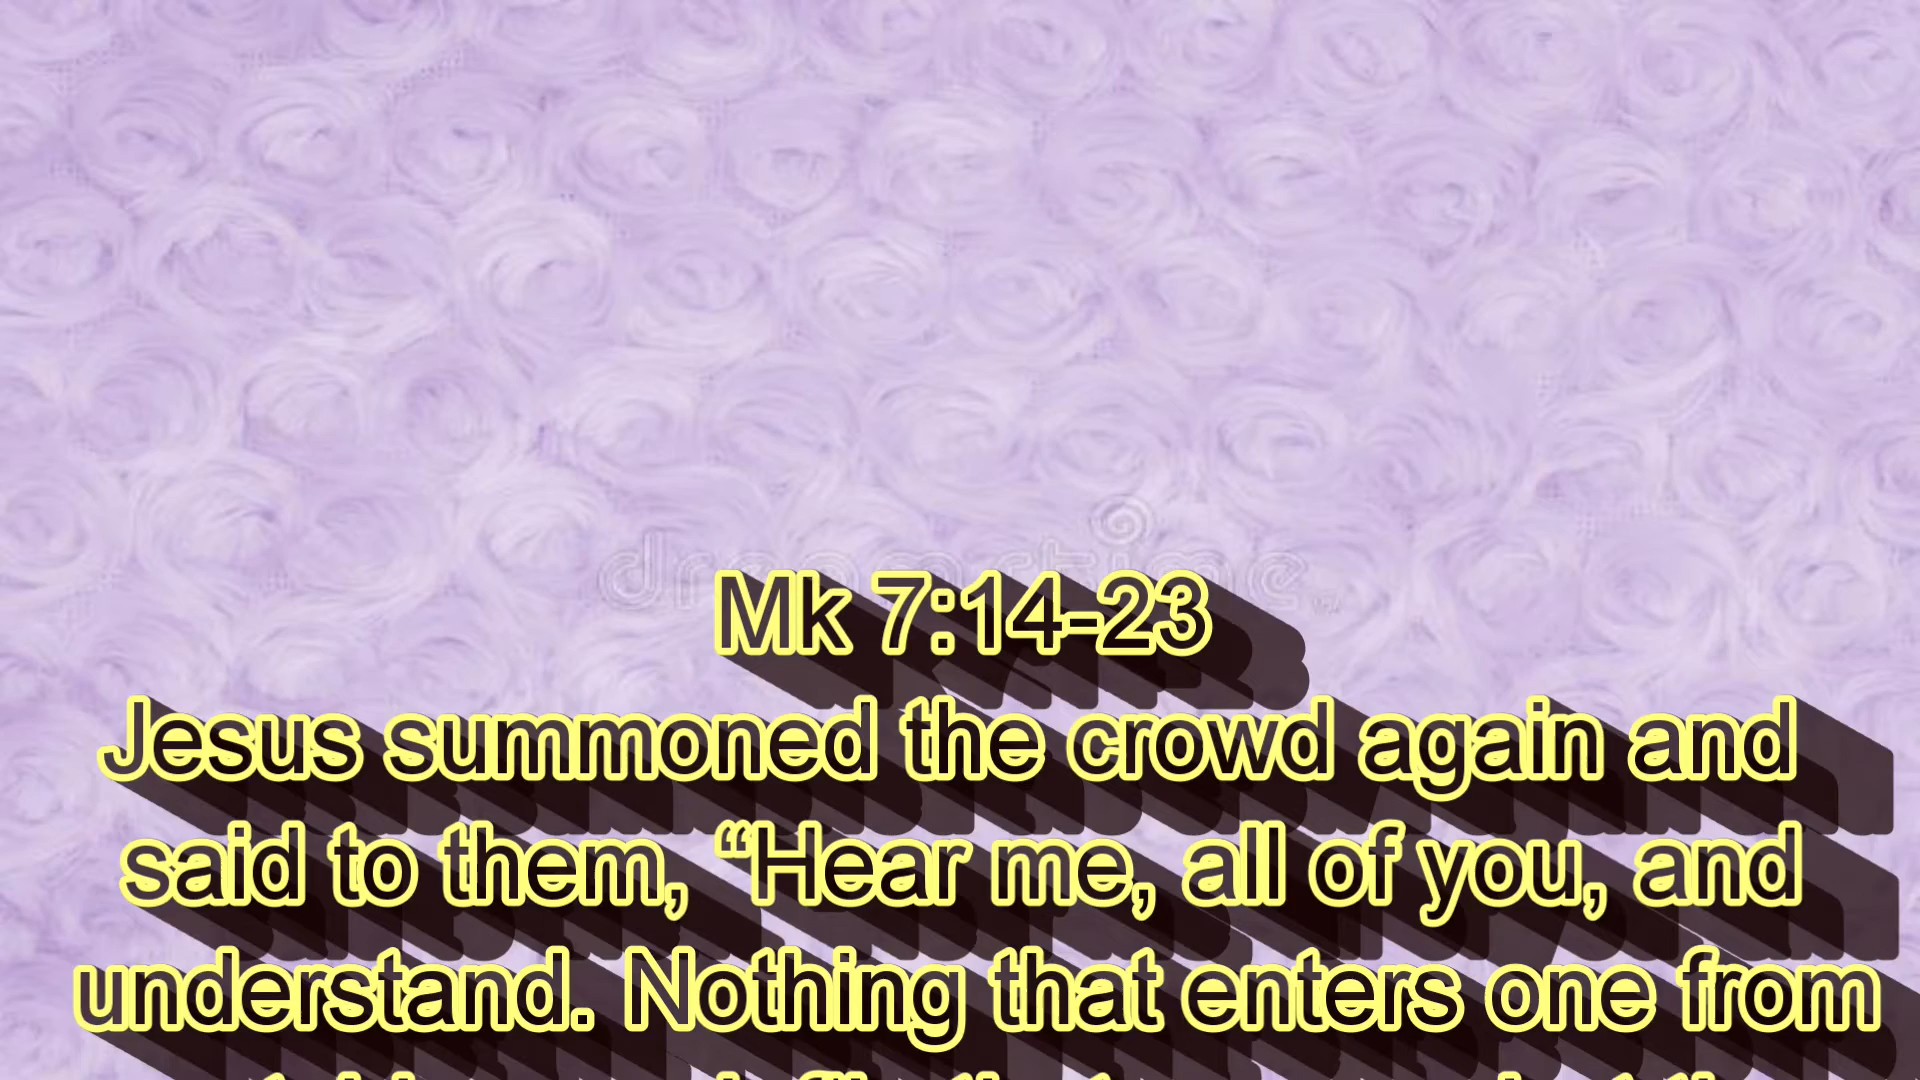 dreamstime
Mk 7:14-23
Jesus summoned the crowd again and
said to them, “Hear me, all of you, and
understand. Nothing that enters one from